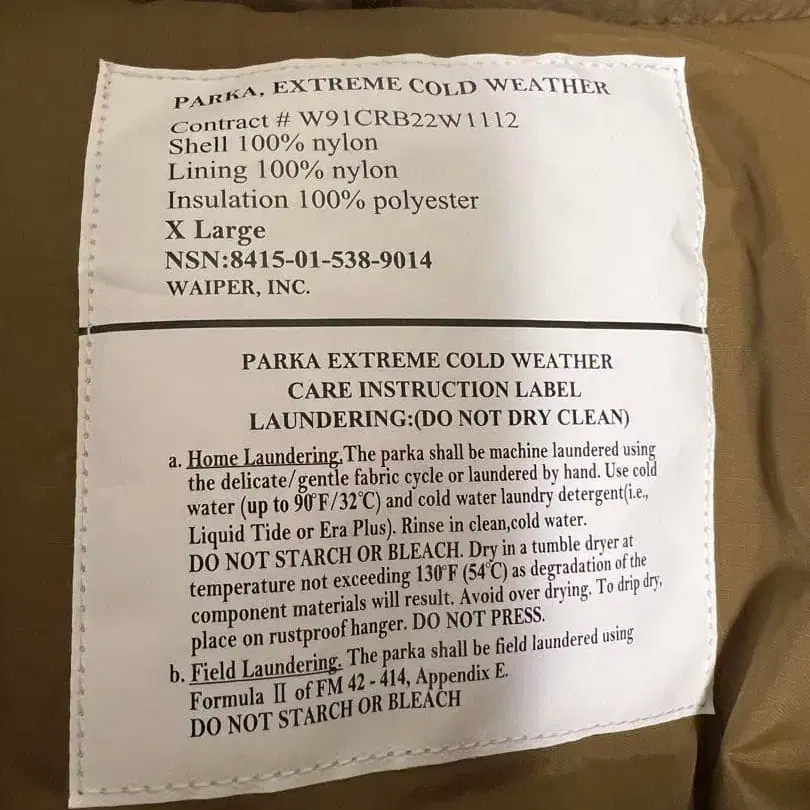 PARKA, EXTREME COLD WEATHER
Contract # W91CRB22W1112
Shell 100% nylon
Lining 100% nylon
Insulation 100% polyester
X Large
NSN:8415-01-538-9014
WAIPER, INC.
PARKA EXTREME COLD WEATHER
CARE INSTRUCTION LABEL
LAUNDERING:(DO NOT DRY CLEAN)
a. Home Laundering.The parka shall be machine laundered using
the delicate/gentle fabric cycle or laundered by hand. Use cold
water (up to 90°F/32°C) and cold water laundry detergent(i.e.,
Liquid Tide or Era Plus). Rinse in clean,cold water.
DO NOT STARCH OR BLEACH. Dry in a tumble dryer at
temperature not exceeding 130°F (54°C) as degradation of the
component materials will result. Avoid over drying. To drip dry,
place on rustproof hanger. DO NOT PRESS.
b. Field Laundering. The parka shall be field laundered using
Formula Ⅱ of FM 42 - 414, Appendix E.
DO NOT STARCH OR BLEACH